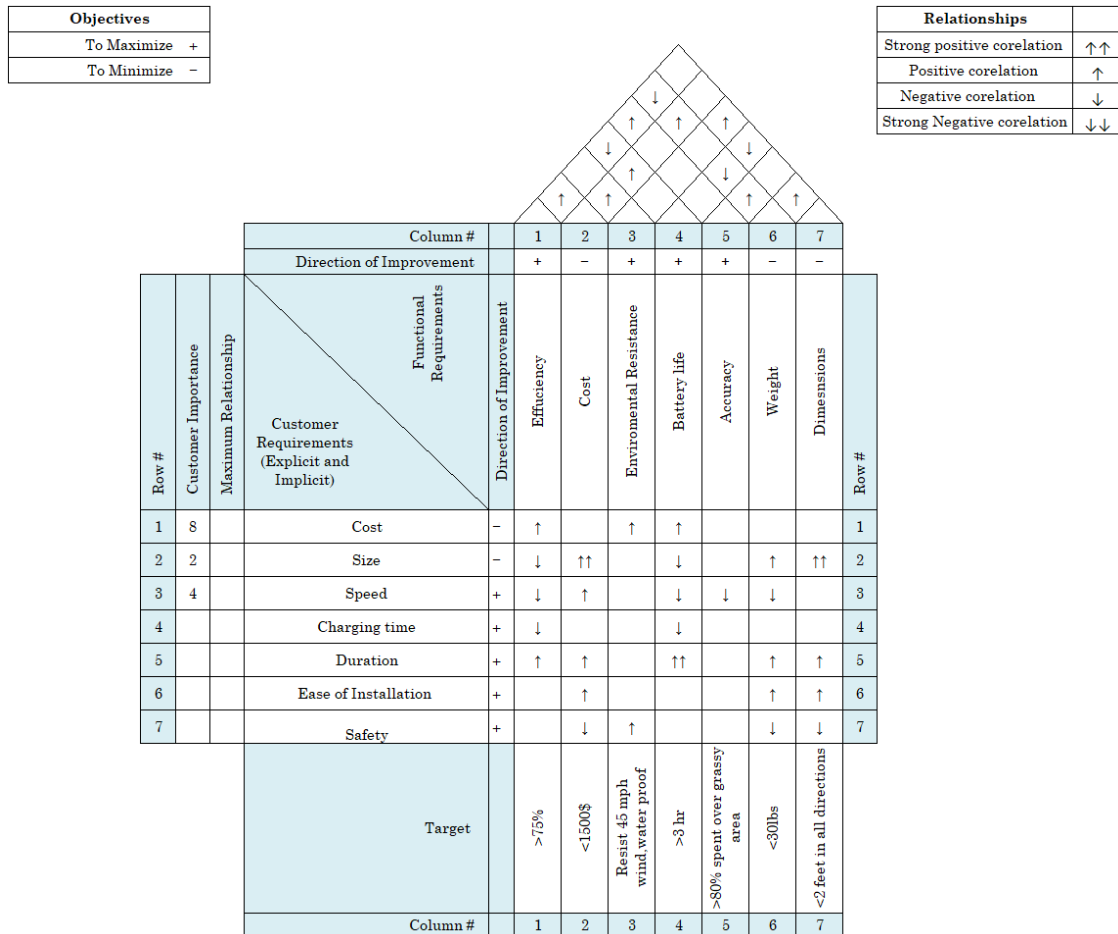 Objectives
To Maximize +
To Minimize −
Relationships
Strong positive corelation ↑↑
Positive corelation ↑
Negative corelation ↓
Strong Negative corelation ↓↓
↓
↑ ↑ ↑
↓ ↓
↑ ↓
↑ ↑ ↑ ↑
Column # 1 2 3 4 5 6 7
Direction of Improvement + − + + + − −
Row #
Customer Importance
Maximum Relationship
Functional
Requirements
Customer
Requirements
(Explicit and
Implicit)
Direction of Improvement
Effuciency
Cost
Enviromental Resistance
Battery life
Accuracy
Weight
Dimesnsions
Row #
1 8 Cost − ↑ ↑ ↑ 1
2 2 Size − ↓ ↑↑ ↓ ↑ ↑↑ 2
3 4 Speed + ↓ ↑ ↓ ↓ ↓ 3
4 Charging time + ↓ ↓ 4
5 Duration + ↑ ↑ ↑↑ ↑ ↑ 5
6 Ease of Installation + ↑ ↑ ↑ 6
7 Safety + ↓ ↑ ↓ ↓ 7
Target
>75%
<1500$
Resist 45 mph
wind,water proof
>3 hr
>80% spent over grassy
area
<30lbs
<2 feet in all directions
Column # 1 2 3 4 5 6 7